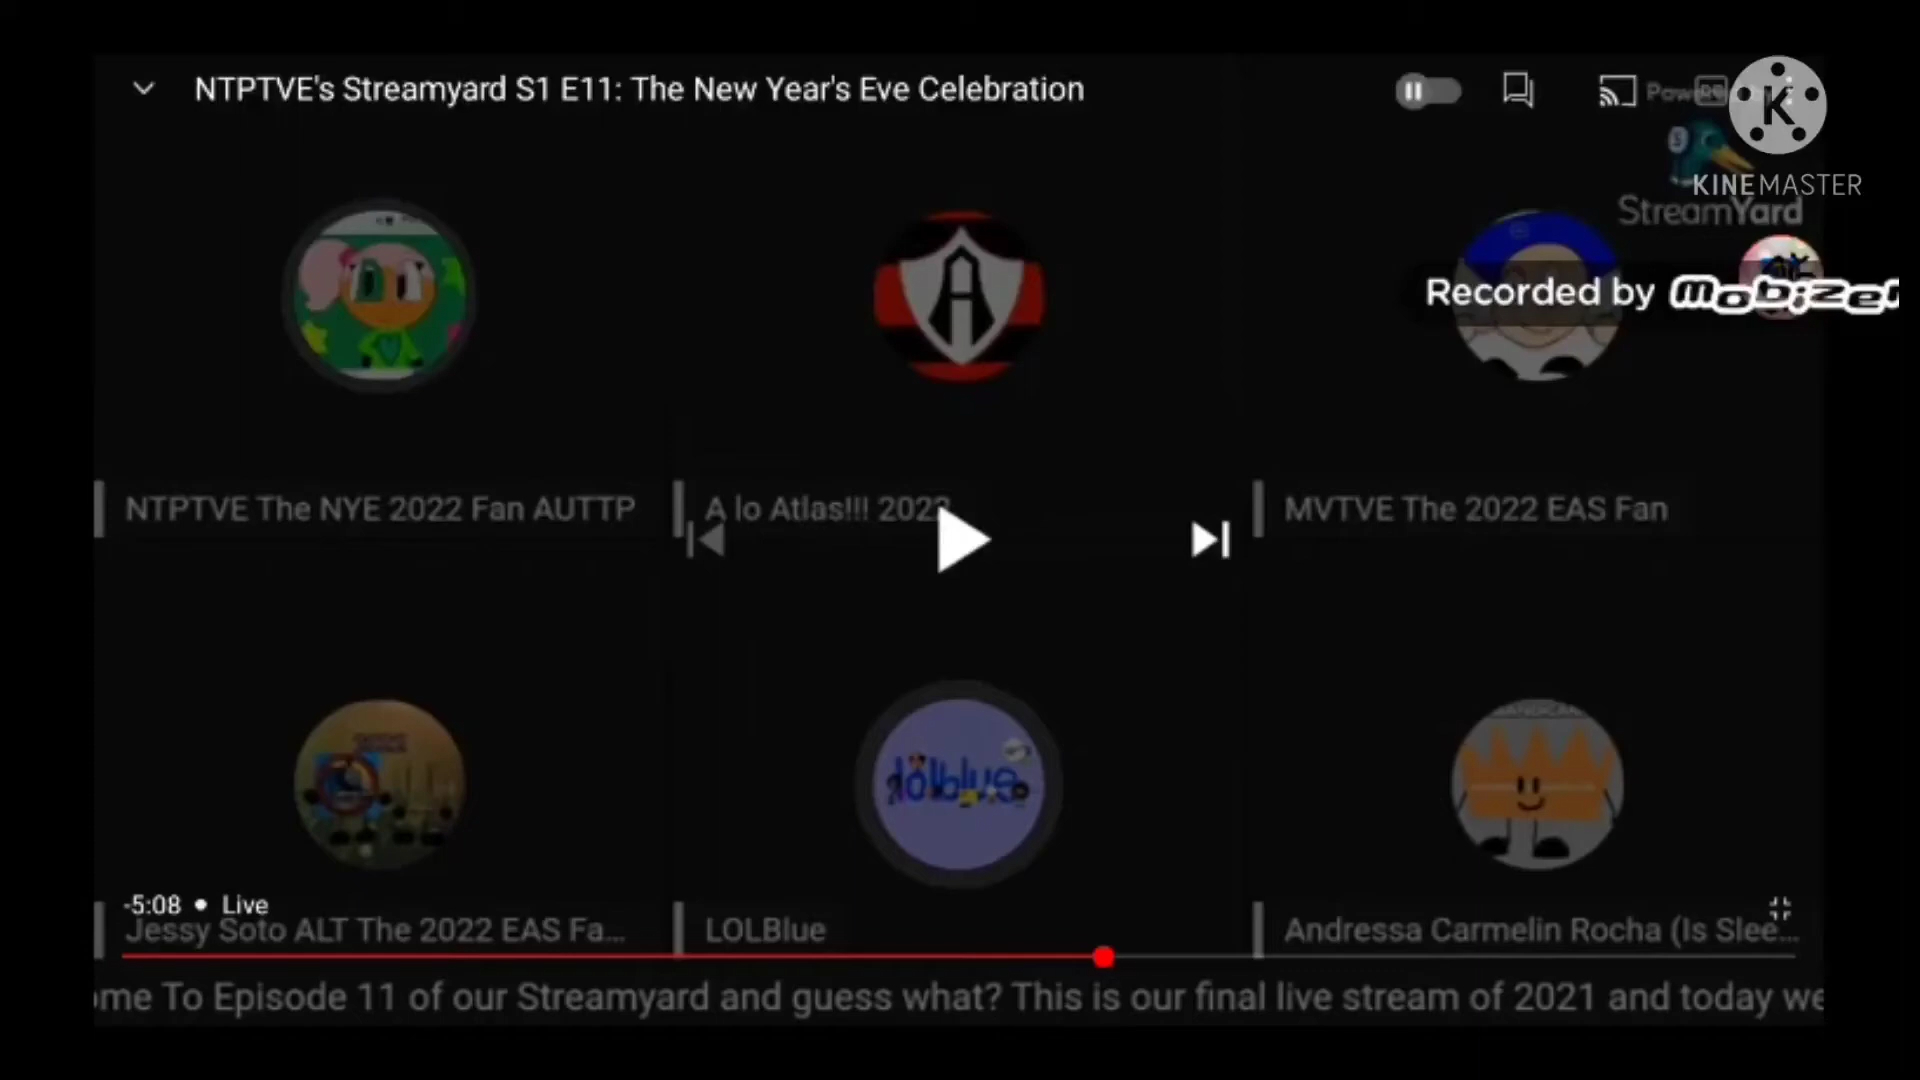 NTPTVE's Streamyard S1 E11: The New Year's Eve Celebration
K
KINEMASTER
StreamYard
Recorded by Mobizen
A
NTPTVE The NYE 2022 Fan AUTTP
A lo Atlas!!! 2022
MVTVE The 2022 EAS Fan
lolblue
-5:08 • Live
Jessy Soto ALT The 2022 EAS Fa...
LOLBlue
Andressa Carmelin Rocha (Is Slee...
ome To Episode 11 of our Streamyard and guess what? This is our final live stream of 2021 and today we